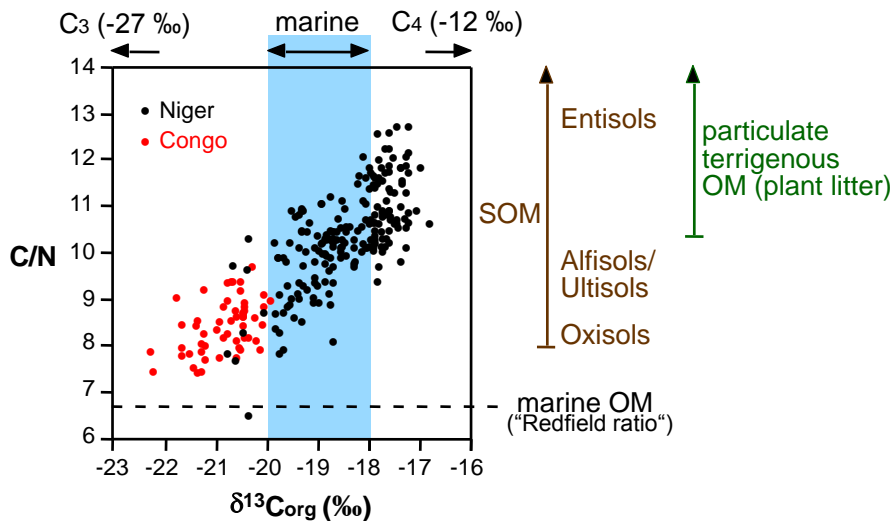 C3 (-27 ‰)
marine
C4 (-12 ‰)
14
13
12
11
10
9
8
7
6
C/N
Niger
Congo
-23
-22
-21
-20
-19
-18
-17
-16
δ13Corg (‰)
SOM
Entisols
Alfisols/
Ultisols
Oxisols
particulate
terrigenous
OM (plant litter)
marine OM
(“Redfield ratio“)